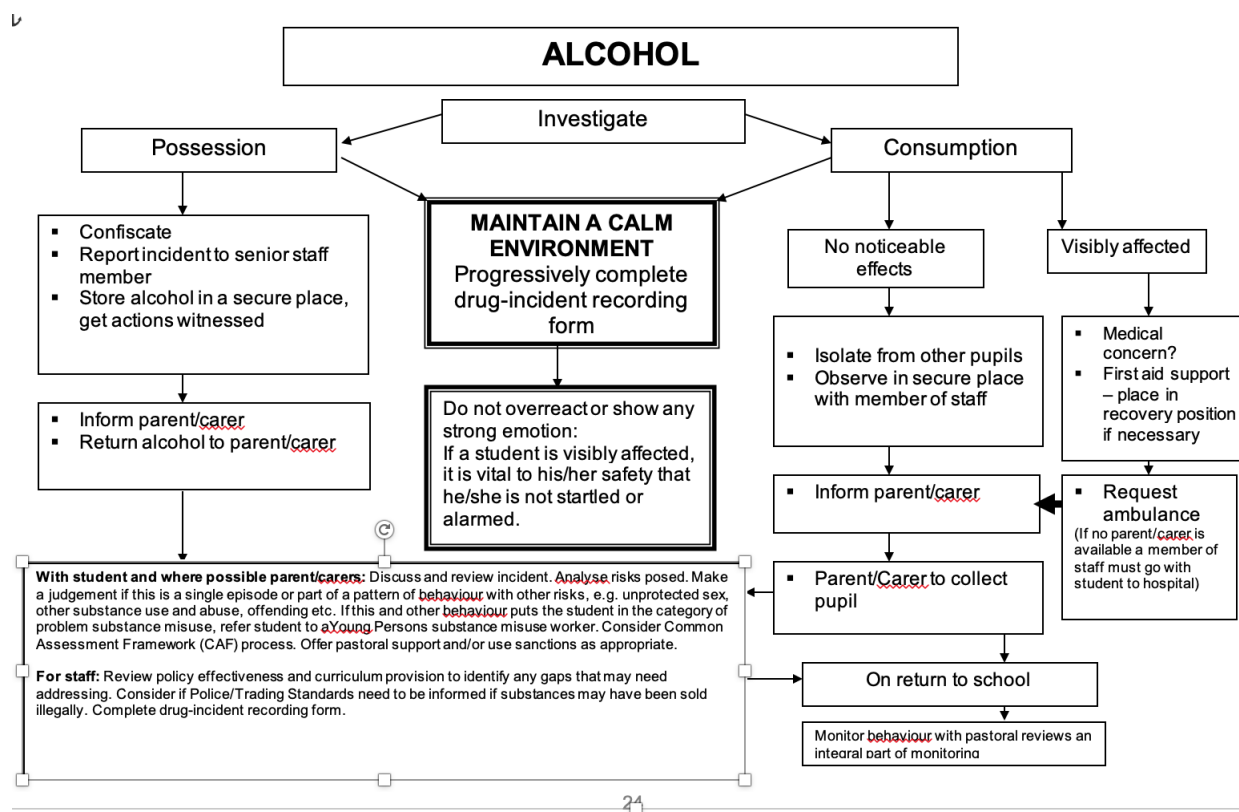 ALCOHOL
Investigate
Possession
Consumption
▪ Confiscate
▪ Report incident to senior staff
member
▪ Store alcohol in a secure place,
get actions witnessed
▪ Inform parent/carer
▪ Return alcohol to parent/carer
MAINTAIN A CALM
ENVIRONMENT
Progressively complete
drug-incident recording
form
Do not overreact or show any
strong emotion:
If a student is visibly affected,
it is vital to his/her safety that
he/she is not startled or
alarmed.
No noticeable
effects
▪ Isolate from other pupils
▪ Observe in secure place
with member of staff
▪ Inform parent/carer
▪ Parent/Carer to collect
pupil
Visibly affected
▪ Medical
concern?
▪ First aid support
– place in
recovery position
if necessary
▪ Request
ambulance
(If no parent/carer is
available a member of
staff must go with
student to hospital)
With student and where possible parent/carers: Discuss and review incident. Analyse risks posed. Make
a judgement if this is a single episode or part of a pattern of behaviour with other risks, e.g. unprotected sex,
other substance use and abuse, offending etc. If this and other behaviour puts the student in the category of
problem substance misuse, refer student to aYoung Persons substance misuse worker. Consider Common
Assessment Framework (CAF) process. Offer pastoral support and/or use sanctions as appropriate.
For staff: Review policy effectiveness and curriculum provision to identify any gaps that may need
addressing. Consider if Police/Trading Standards need to be informed if substances may have been sold
illegally. Complete drug-incident recording form.
On return to school
Monitor behaviour with pastoral reviews an
integral part of monitoring
24